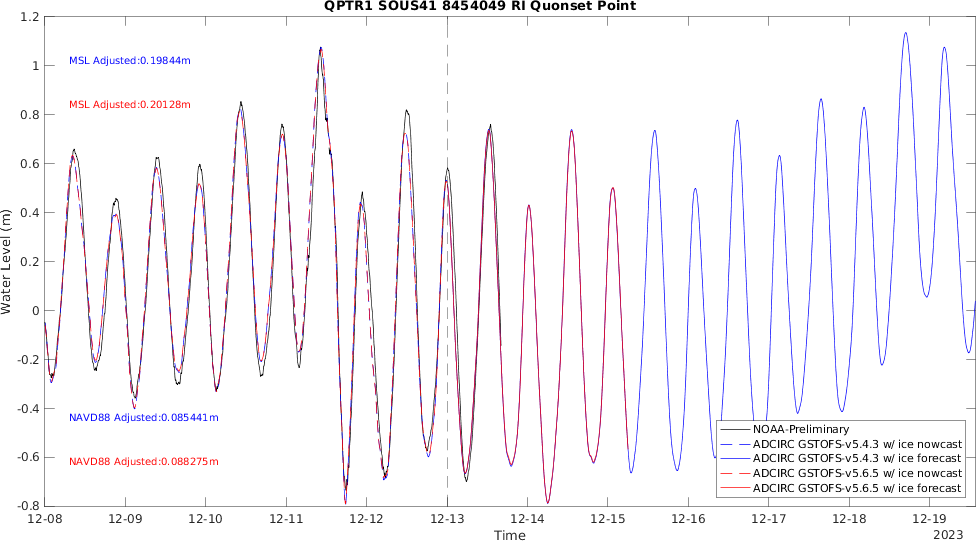 QPTR1 SOUS41 8454049 RI Quonset Point
1.2
1
0.8
0.6
0.4
0.2
0
-0.2
-0.4
-0.6
-0.8
Water Level (m)
MSL Adjusted:0.19844m
MSL Adjusted:0.20128m
NAVD88 Adjusted:0.085441m
NAVD88 Adjusted:0.088275m
NOAA-Preliminary
ADCIRC GSTOFS-v5.4.3 w/ ice nowcast
ADCIRC GSTOFS-v5.4.3 w/ ice forecast
ADCIRC GSTOFS-v5.6.5 w/ ice nowcast
ADCIRC GSTOFS-v5.6.5 w/ ice forecast
12-08 12-09 12-10 12-11 12-12 12-13 12-14 12-15 12-16 12-17 12-18 12-19
Time
2023